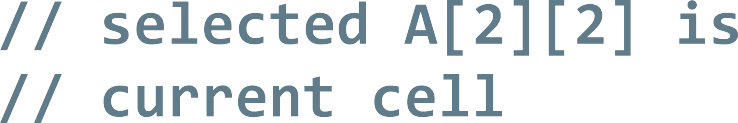 // selected A[2][2] is
// current cell